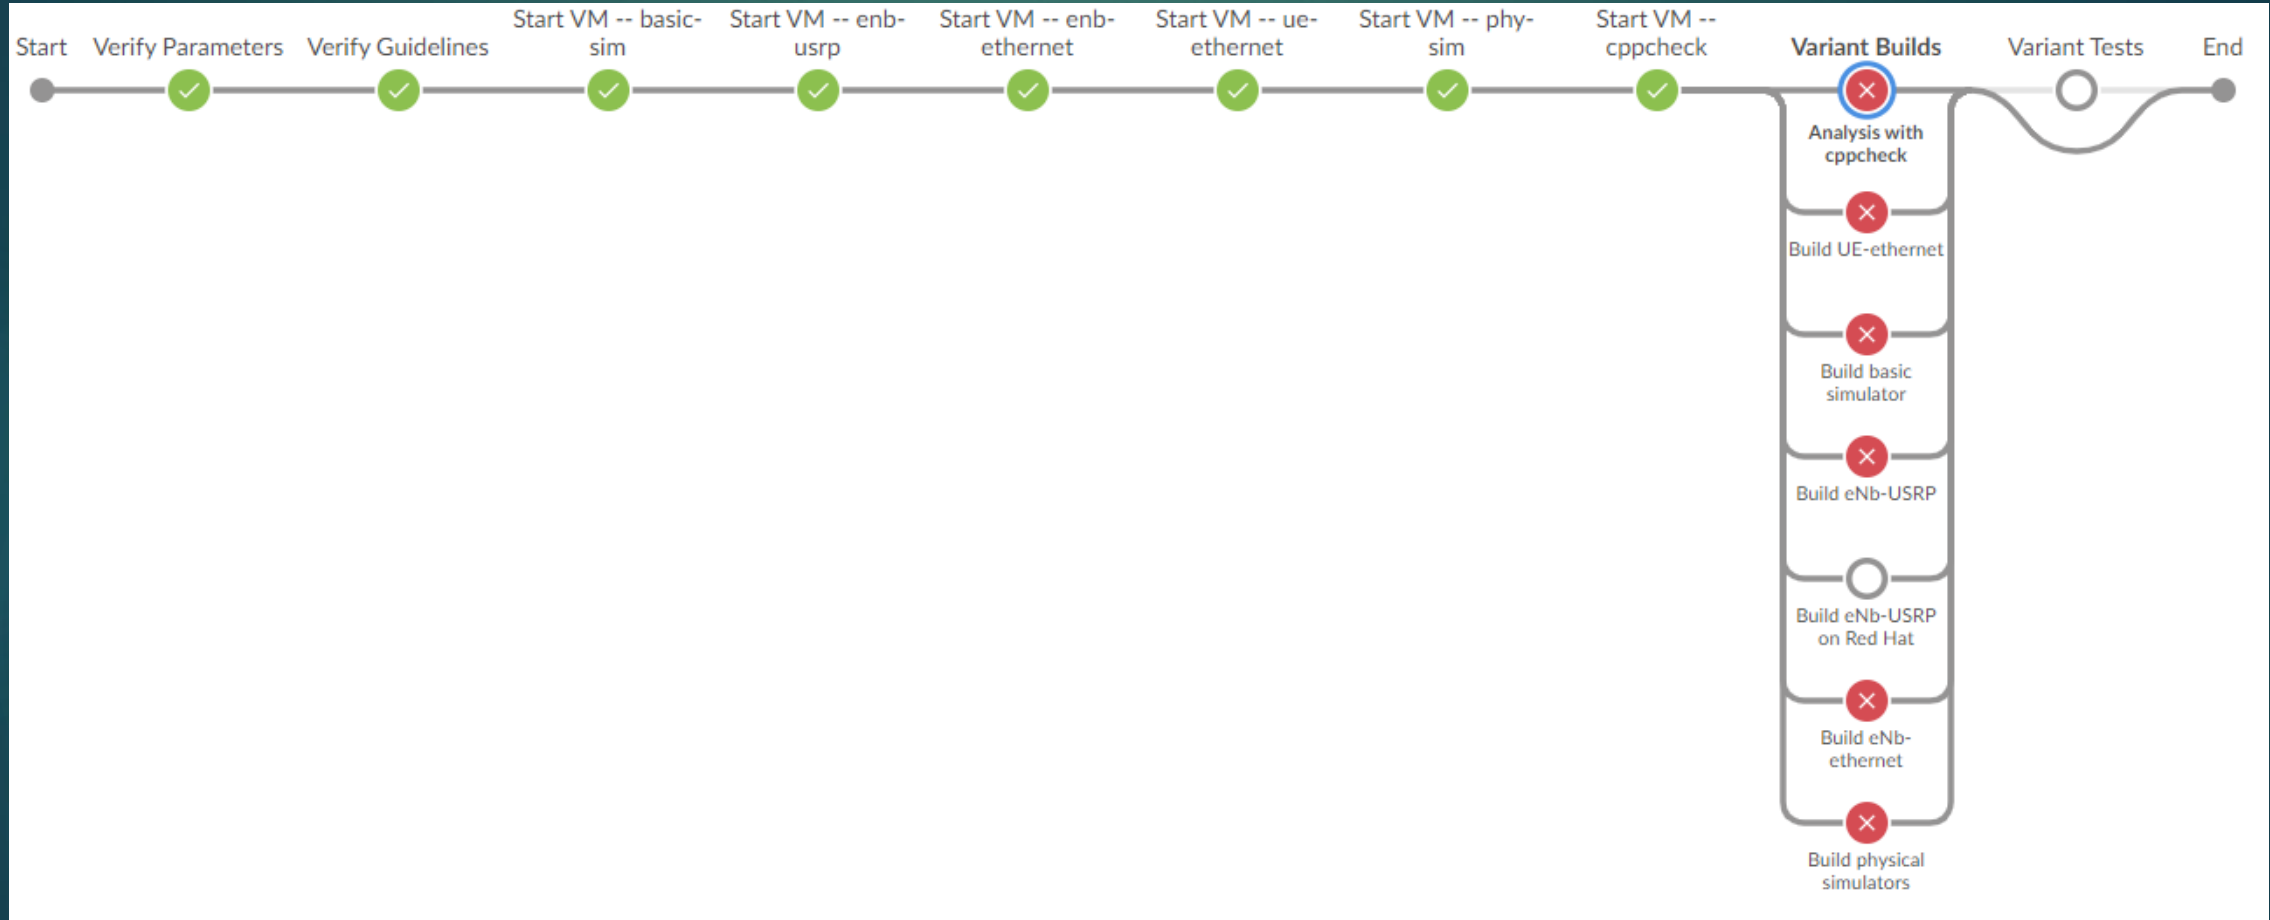 Start
Verify Parameters
Verify Guidelines
Start VM -- basic-
sim
Start VM -- enb-
usrp
Start VM -- enb-
ethernet
Start VM -- ue-
ethernet
Start VM -- phy-
sim
Start VM --
cppcheck
Variant Builds
Variant Tests
End
Analysis with
cppcheck
Build UE-ethernet
Build basic
simulator
Build eNb-USRP
Build eNb-USRP
on Red Hat
Build eNb-
ethernet
Build physical
simulators